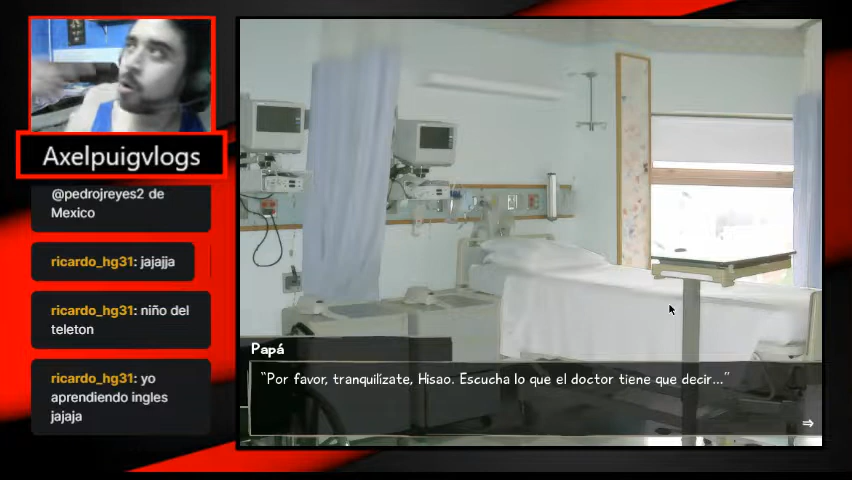 Axelpuigvlogs
@pedrojreyes2 de
Mexico
ricardo_hg31: jajajja
ricardo_hg31: niño del
teleton
ricardo_hg31: yo
aprendiendo ingles
jajaja
Papá
“Por favor, tranquilízate, Hisao. Escucha lo que el doctor tiene que decir...”